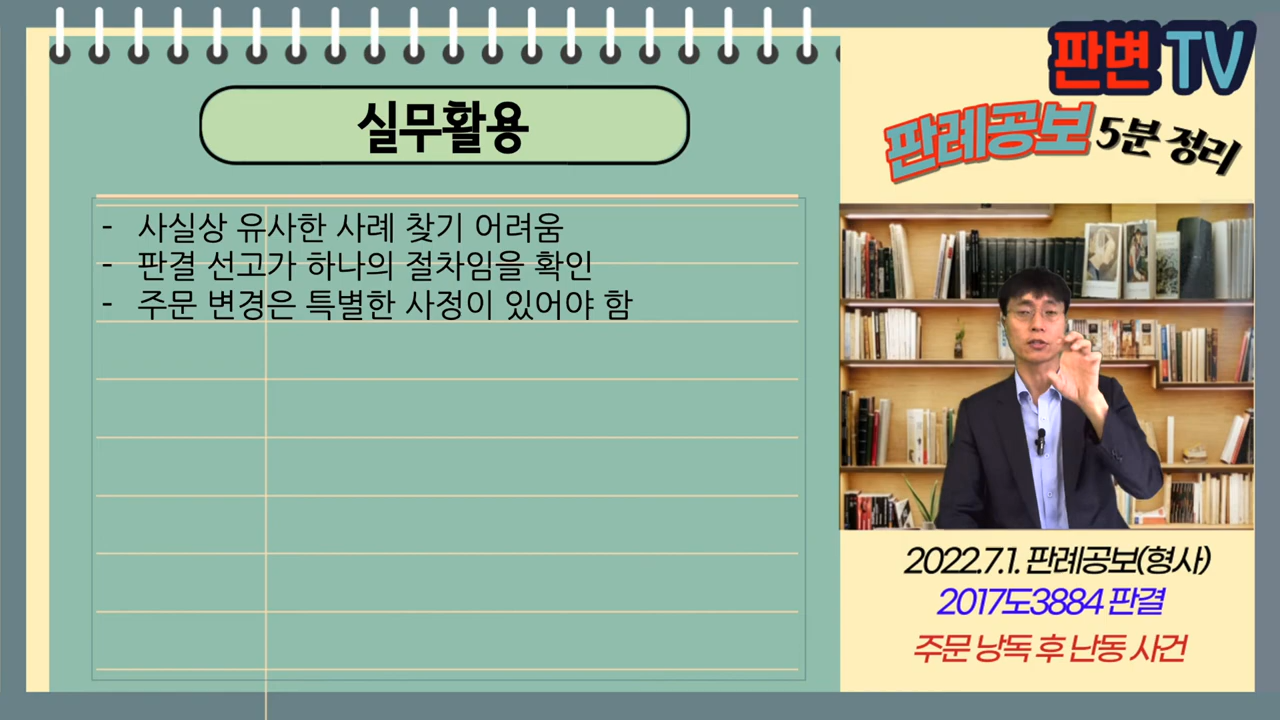 실무활용
- 사실상 유사한 사례 찾기 어려움
- 판결 선고가 하나의 절차임을 확인
- 주문 변경은 특별한 사정이 있어야 함
판변 TV
판례공보 5분 정리
2022.7.1. 판례공보(형사)
2017도3884 판결
주문 낭독 후 난동 사건